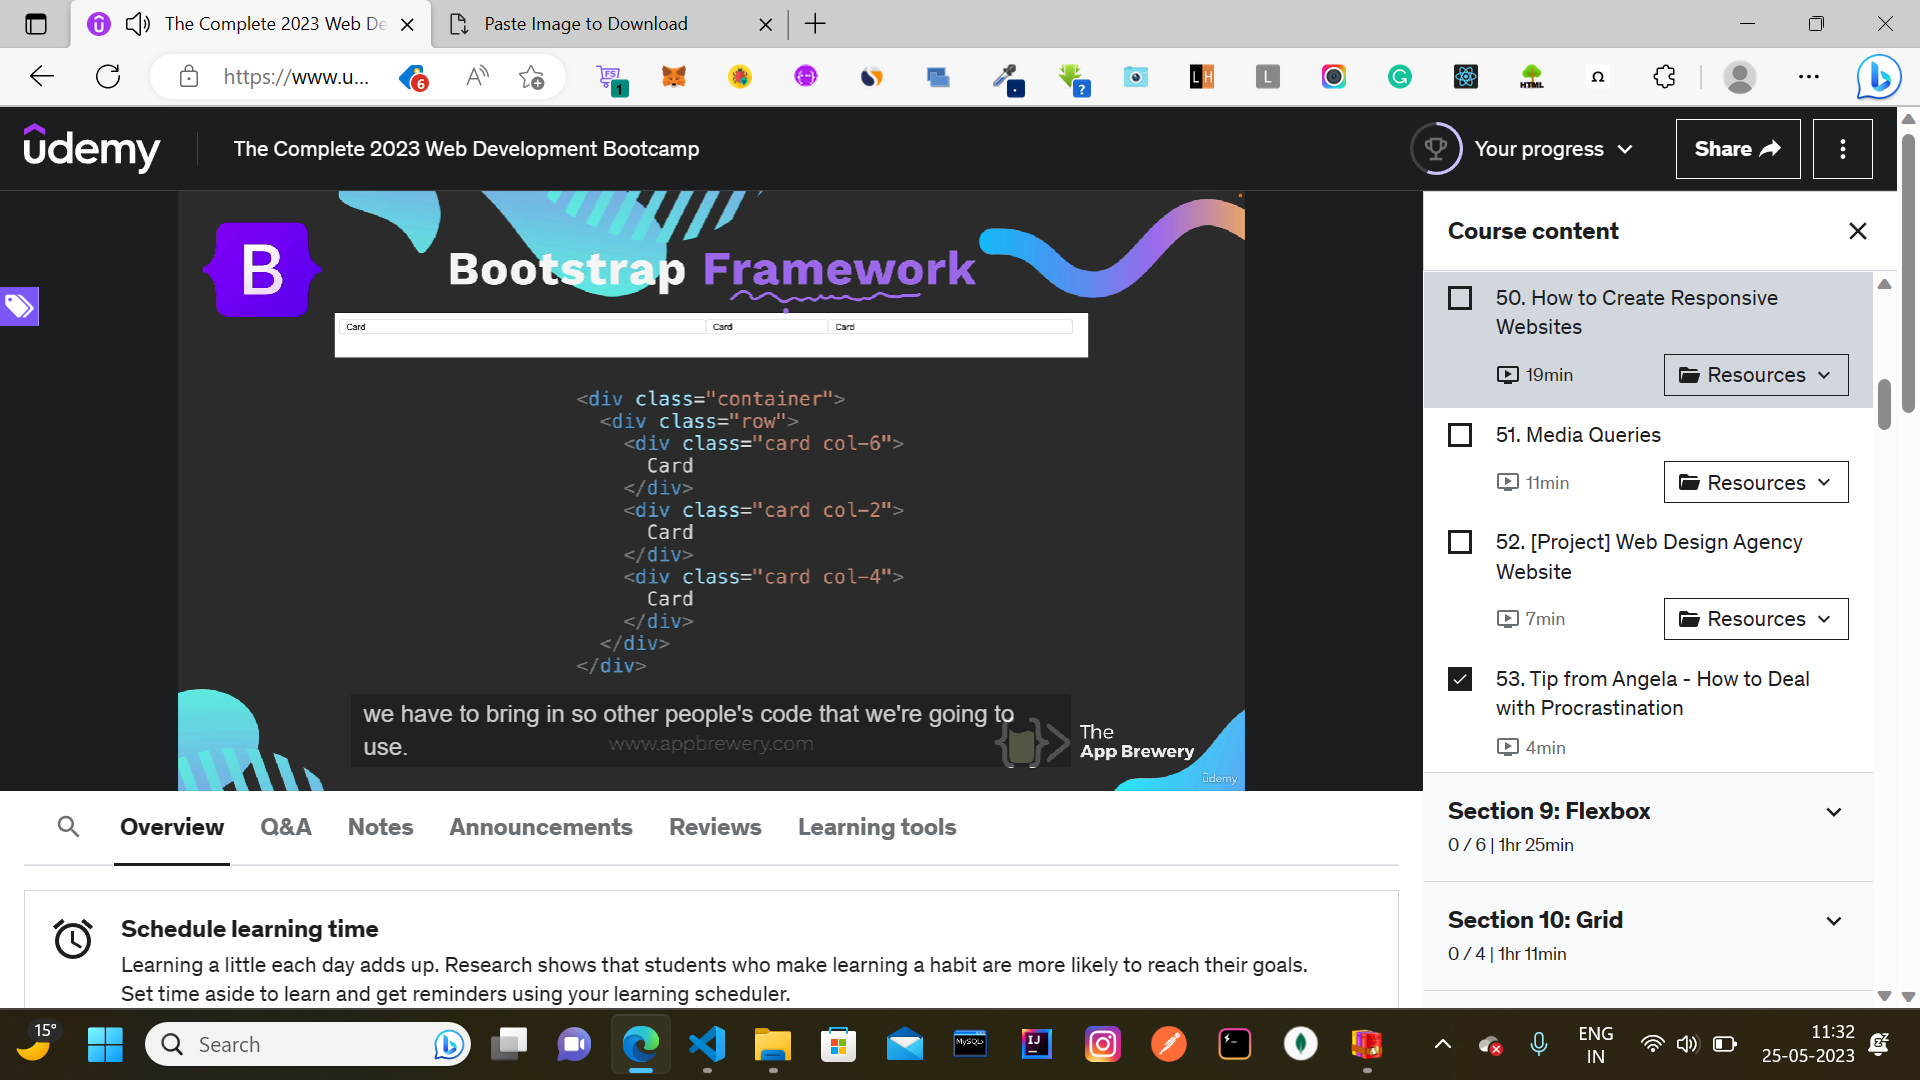 The Complete 2023 Web De
Paste Image to Download
https://www.u...
6
1
?
LH
L
HTML
Ω
udemy
The Complete 2023 Web Development Bootcamp
Your progress
Share
B
Bootstrap Framework
Card Card Card
<div class="container">
<div class="row">
<div class="card col-6">
Card
</div>
<div class="card col-2">
Card
</div>
<div class="card col-4">
Card
</div>
</div>
</div>
we have to bring in so other people's code that we're going to
use.
www.appbrewery.com
The
App Brewery
udemy
Course content
50. How to Create Responsive
Websites
19min
Resources
51. Media Queries
11min
Resources
52. [Project] Web Design Agency
Website
7min
Resources
53. Tip from Angela - How to Deal
with Procrastination
4min
Section 9: Flexbox
0 / 6 | 1hr 25min
Section 10: Grid
0 / 4 | 1hr 11min
Overview
Q&A
Notes
Announcements
Reviews
Learning tools
Schedule learning time
Learning a little each day adds up. Research shows that students who make learning a habit are more likely to reach their goals.
Set time aside to learn and get reminders using your learning scheduler.
15°
Search
MySQL
IJ
ENG
IN
11:32
25-05-2023